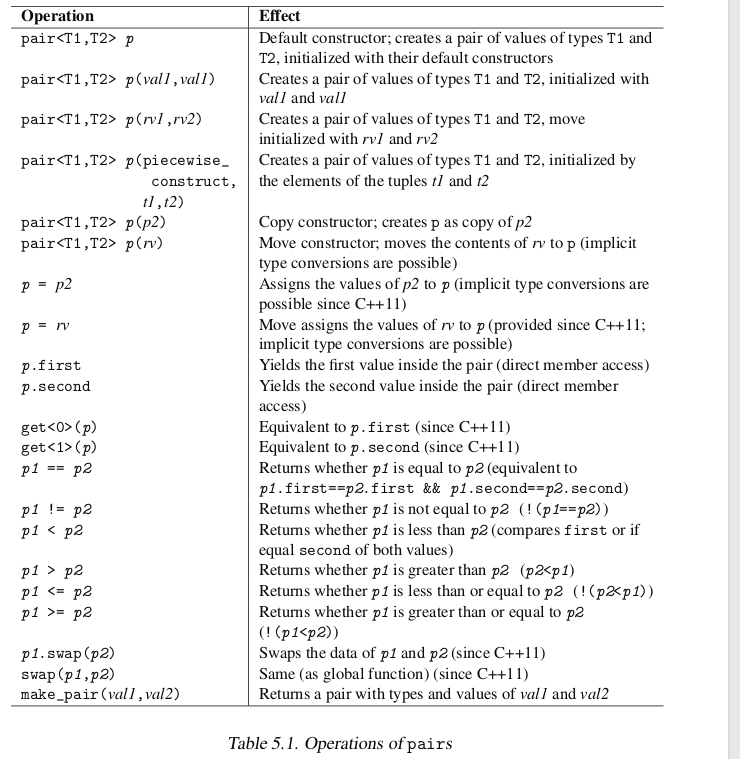 Operation Effect
pair<T1,T2> p Default constructor; creates a pair of values of types T1 and
T2, initialized with their default constructors
pair<T1,T2> p(val1,val1) Creates a pair of values of types T1 and T2, initialized with
val1 and val1
pair<T1,T2> p(rv1,rv2) Creates a pair of values of types T1 and T2, move
initialized with rv1 and rv2
pair<T1,T2> p(piecewise_ Creates a pair of values of types T1 and T2, initialized by
construct, the elements of the tuples t1 and t2
t1,t2)
pair<T1,T2> p(p2) Copy constructor; creates p as copy of p2
pair<T1,T2> p(rv) Move constructor; moves the contents of rv to p (implicit
type conversions are possible)
p = p2 Assigns the values of p2 to p (implicit type conversions are
possible since C++11)
p = rv Move assigns the values of rv to p (provided since C++11;
implicit type conversions are possible)
p.first Yields the first value inside the pair (direct member access)
p.second Yields the second value inside the pair (direct member
access)
get<0>(p) Equivalent to p.first (since C++11)
get<1>(p) Equivalent to p.second (since C++11)
p1 == p2 Returns whether p1 is equal to p2 (equivalent to
p1.first==p2.first && p1.second==p2.second)
p1 != p2 Returns whether p1 is not equal to p2 (!(p1==p2))
p1 < p2 Returns whether p1 is less than p2 (compares first or if
equal second of both values)
p1 > p2 Returns whether p1 is greater than p2 (p2<p1)
p1 <= p2 Returns whether p1 is less than or equal to p2 (!(p2<p1))
p1 >= p2 Returns whether p1 is greater than or equal to p2
(!(p1<p2))
p1.swap(p2) Swaps the data of p1 and p2 (since C++11)
swap(p1,p2) Same (as global function) (since C++11)
make_pair(val1,val2) Returns a pair with types and values of val1 and val2
Table 5.1. Operations of pairs